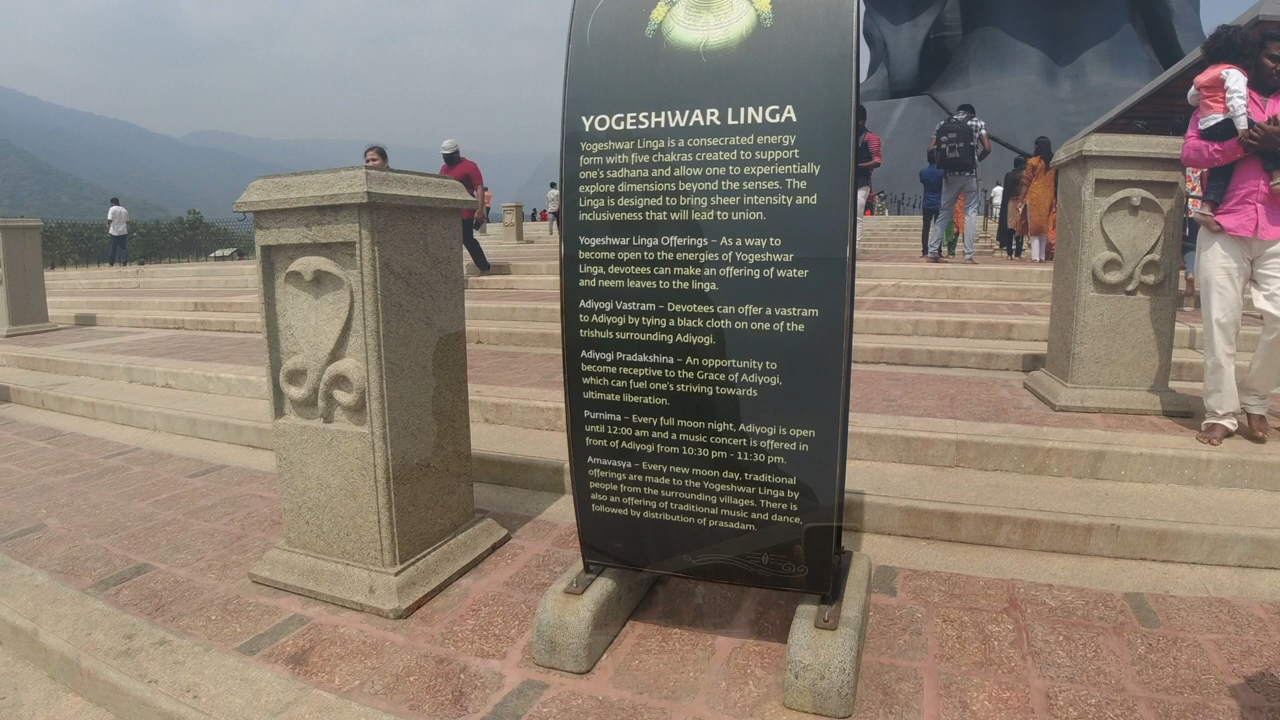 YOGESHWAR LINGA
Yogeshwar Linga is a consecrated energy
form with five chakras created to support
one's sadhana and allow one to experientially
explore dimensions beyond the senses. The
Linga is designed to bring sheer intensity and
inclusiveness that will lead to union.
Yogeshwar Linga Offerings – As a way to
become open to the energies of Yogeshwar
Linga, devotees can make an offering of water
and neem leaves to the linga.
Adiyogi Vastram – Devotees can offer a vastram
to Adiyogi by tying a black cloth on one of the
trishuls surrounding Adiyogi.
Adiyogi Pradakshina – An opportunity to
become receptive to the Grace of Adiyogi,
which can fuel one's striving towards
ultimate liberation.
Purnima – Every full moon night, Adiyogi is open
until 12:00 am and a music concert is offered in
front of Adiyogi from 10:30 pm - 11:30 pm.
Amavasya – Every new moon day, traditional
offerings are made to the Yogeshwar Linga by
people from the surrounding villages. There is
also an offering of traditional music and dance,
followed by distribution of prasadam.